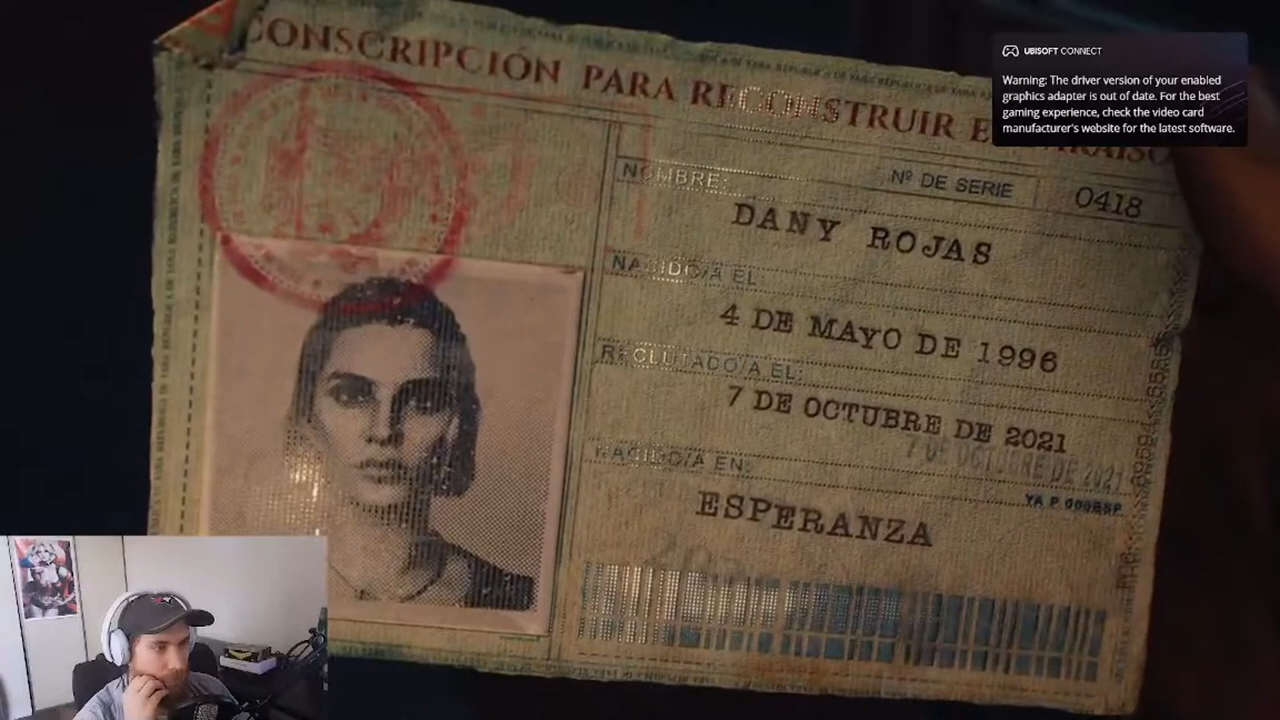 CONSCRIPCIÓN PARA RECONSTRUIR E
NOMBRE:
Nº DE SERIE
0418
DANY ROJAS
NACIDO/A EL:
4 DE MAYO DE 1996
RECLUTADO/A EL:
7 DE OCTUBRE DE 2021
7 DE OCTUBRE DE 2021
NACIDO/A EN:
YA P 000ESP
ESPERANZA
UBISOFT CONNECT
Warning: The driver version of your enabled
graphics adapter is out of date. For the best
gaming experience, check the video card
manufacturer's website for the latest software.